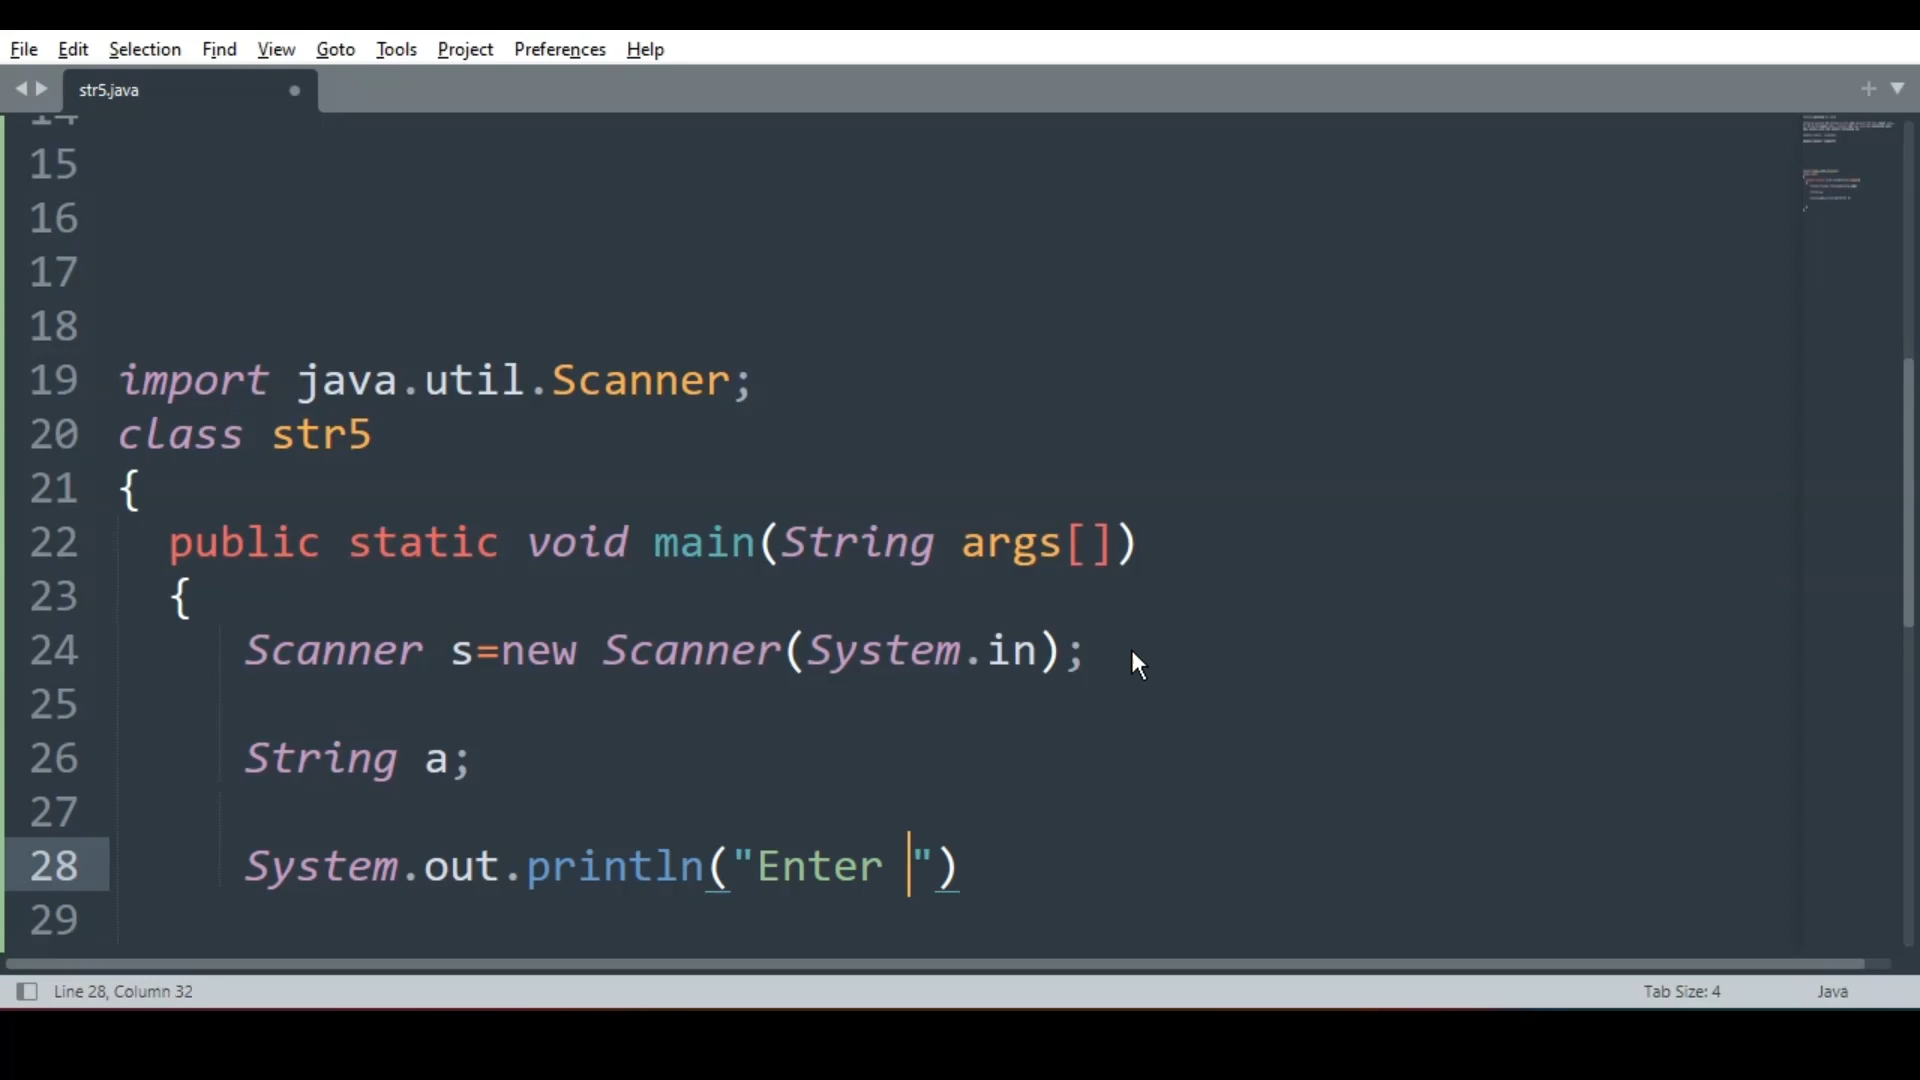 File Edit Selection Find View Goto Tools Project Preferences Help
str5.java
14
15
16
17
18
19 import java.util.Scanner;
20 class str5
21 {
22 public static void main(String args[])
23 {
24 Scanner s=new Scanner(System.in);
25
26 String a;
27
28 System.out.println("Enter ")
29
Line 28, Column 32 Tab Size: 4 Java